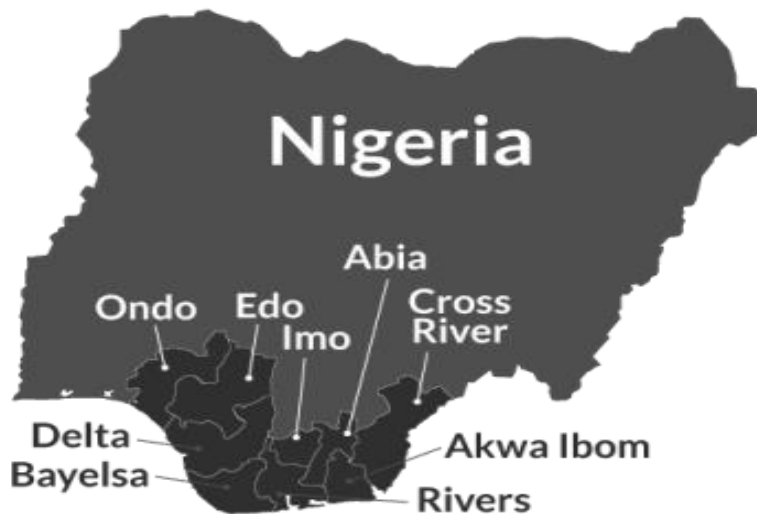 Nigeria
Abia
Ondo
Edo
Cross
River
Imo
Delta
Akwa Ibom
Bayelsa
Rivers